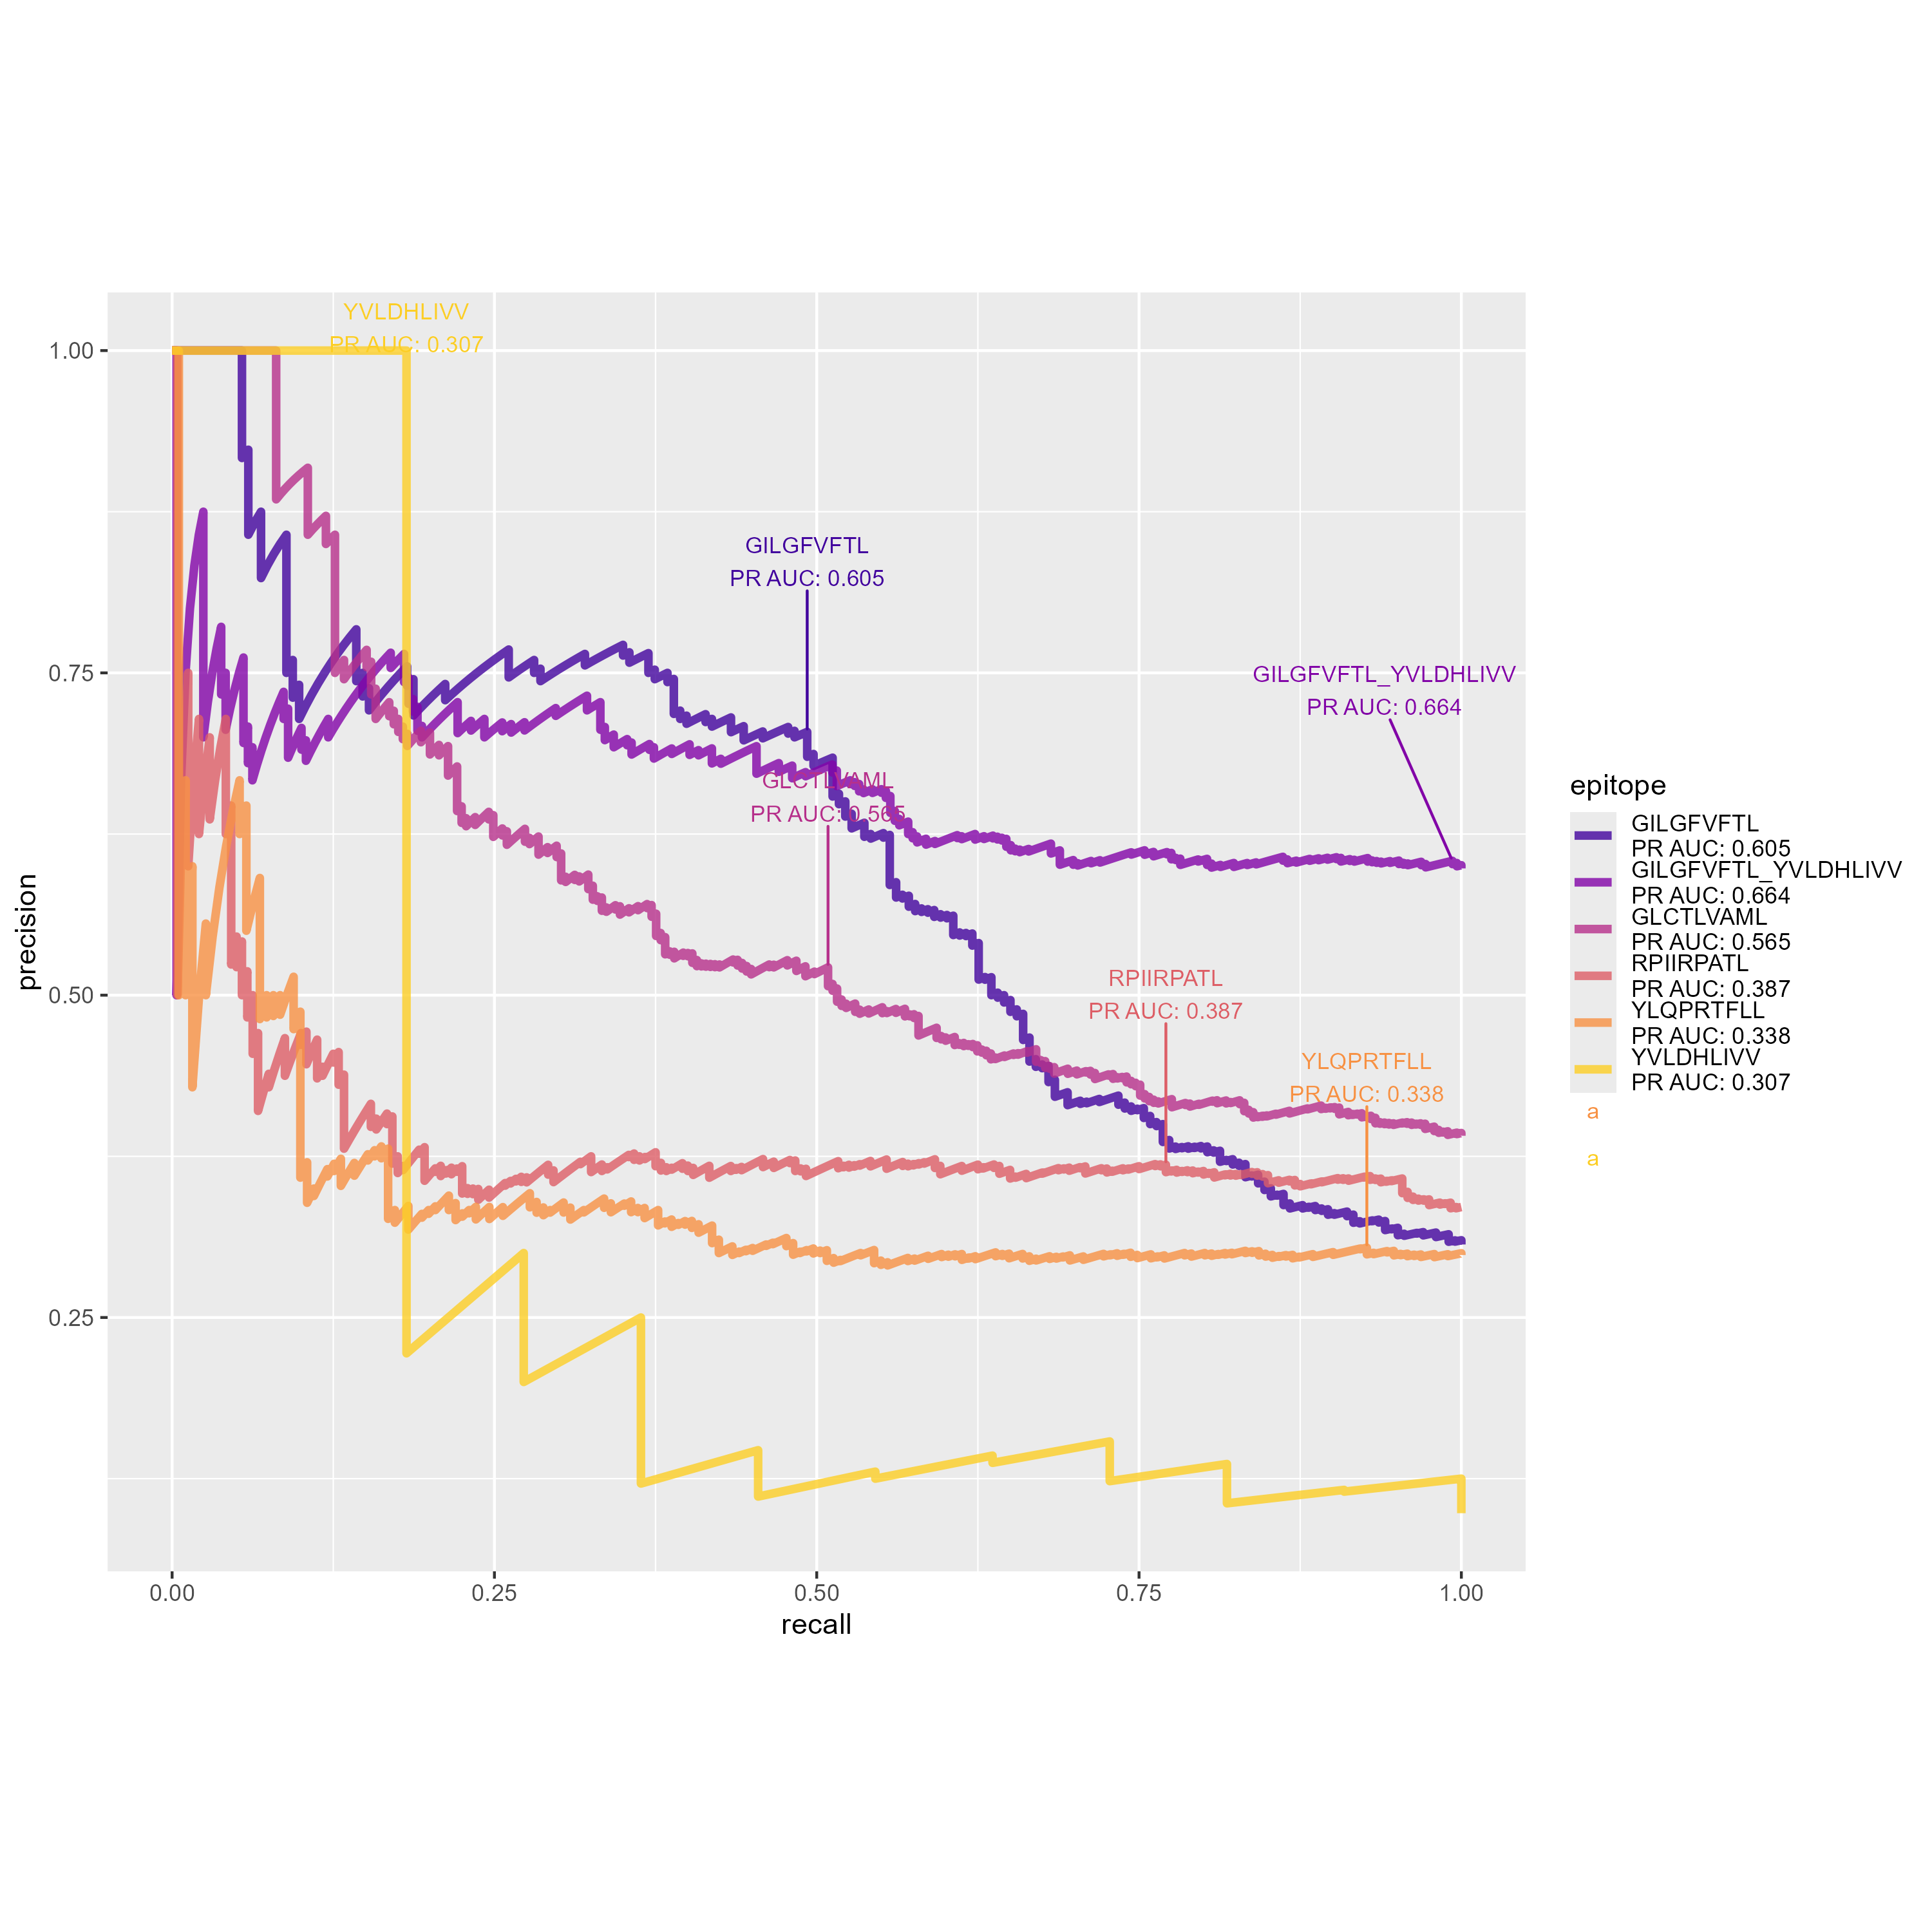 YVLDHLIVV
PR AUC: 0.307
GILGFVFTL
PR AUC: 0.605
GILGFVFTL_YVLDHLIVV
PR AUC: 0.664
GLCTLVAML
PR AUC: 0.565
RPIIRPATL
PR AUC: 0.387
YLQPRTFLL
PR AUC: 0.338
1.00
0.75
0.50
0.25
precision
0.00
0.25
0.50
0.75
1.00
recall
epitope
GILGFVFTL
PR AUC: 0.605
GILGFVFTL_YVLDHLIVV
PR AUC: 0.664
GLCTLVAML
PR AUC: 0.565
RPIIRPATL
PR AUC: 0.387
YLQPRTFLL
PR AUC: 0.338
YVLDHLIVV
PR AUC: 0.307
a
a